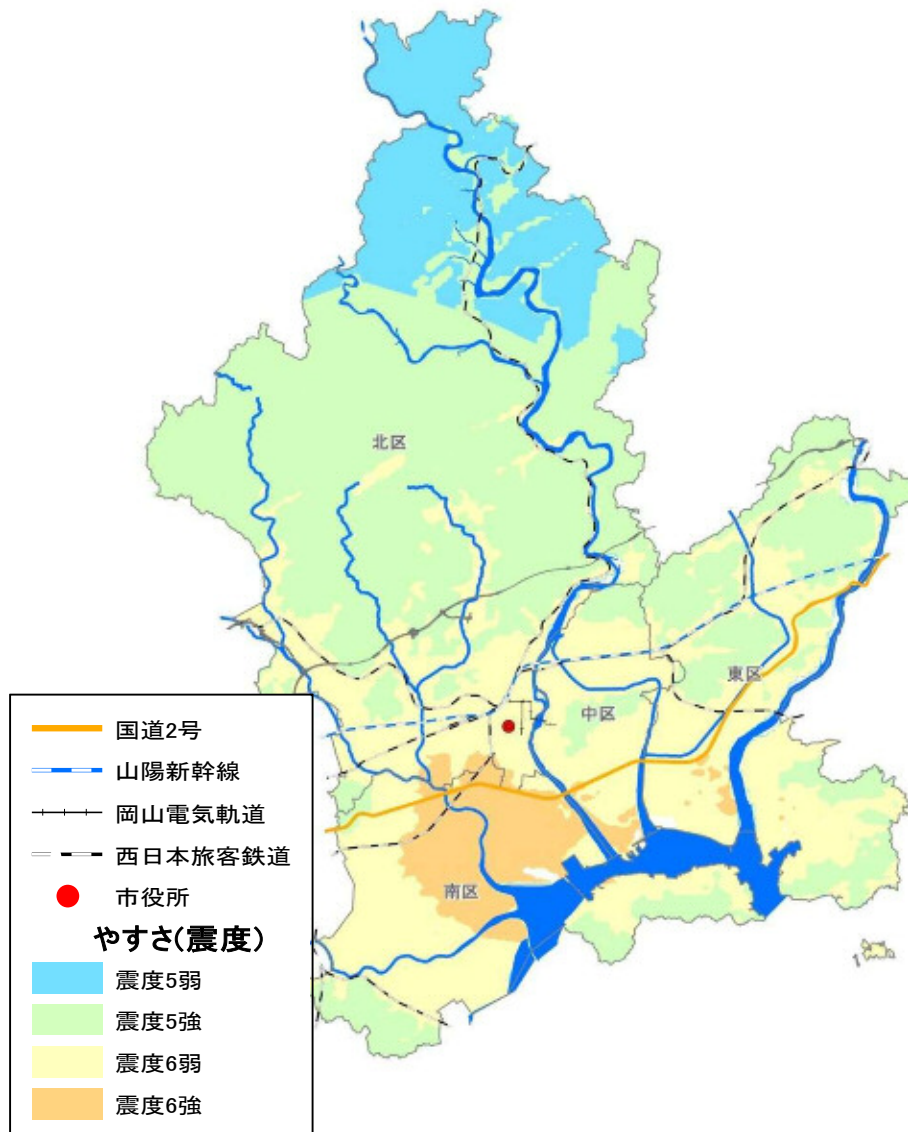 北区
東区
中区
南区
国道2号
山陽新幹線
岡山電気軌道
西日本旅客鉄道
市役所
やすさ(震度)
震度5弱
震度5強
震度6弱
震度6強